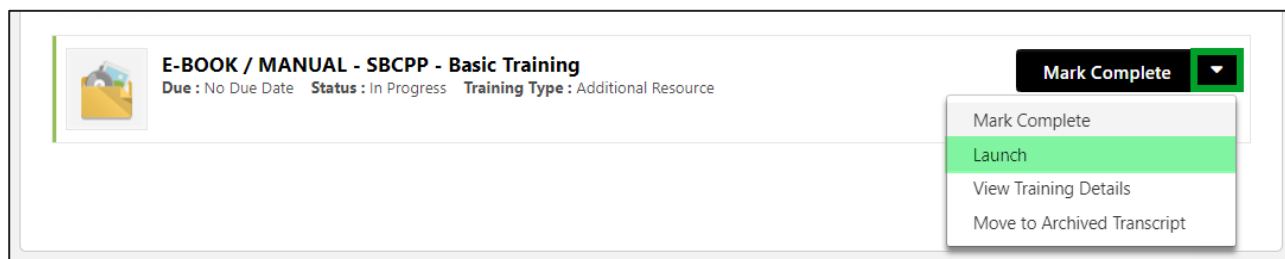 E-BOOK / MANUAL - SBCPP - Basic Training
Due : No Due Date Status : In Progress Training Type : Additional Resource
Mark Complete
Mark Complete
Launch
View Training Details
Move to Archived Transcript